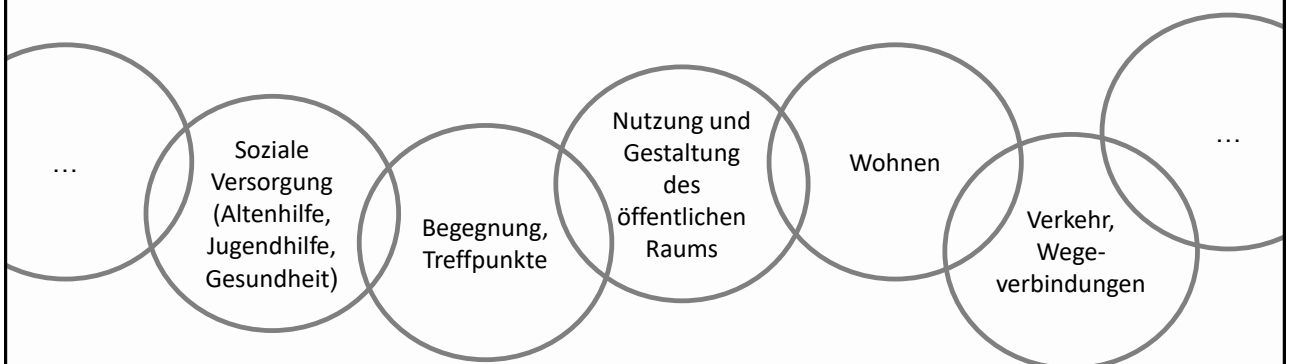 …
Soziale
Versorgung
(Altenhilfe,
Jugendhilfe,
Gesundheit)
Begegnung,
Treffpunkte
Nutzung und
Gestaltung
des
öffentlichen
Raums
Wohnen
Verkehr,
Wege-
verbindungen
…